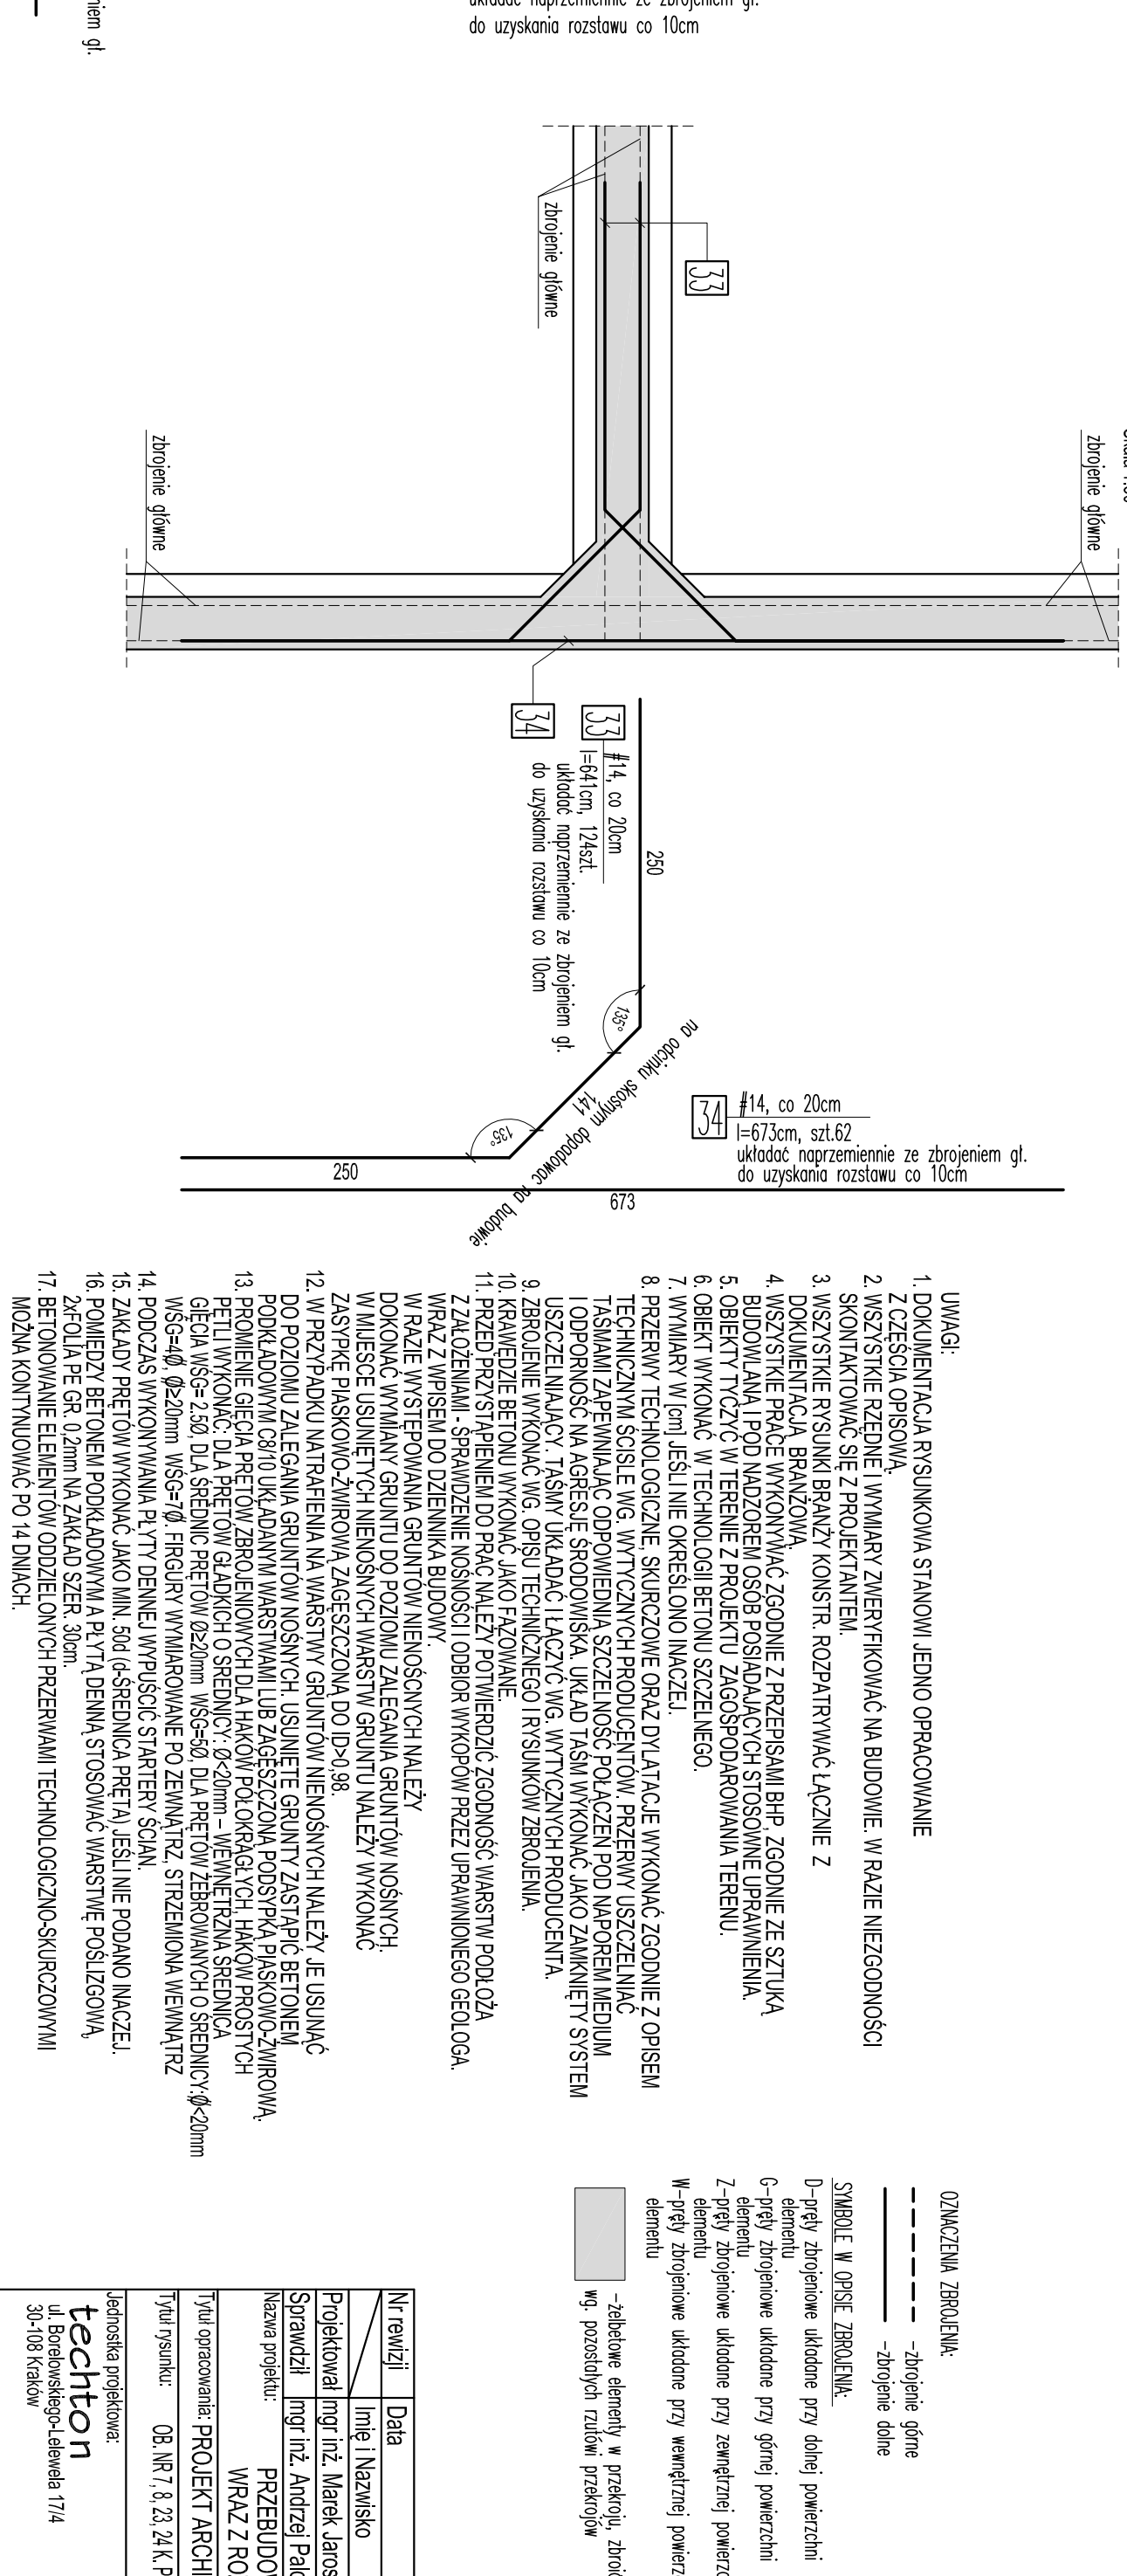 do uzyskania rozstawu co 10cm
zbrojenie główne
33
zbrojenie główne
zbrojenie główne
34
33
#14, co 20cm
l=641cm, 124szt.
układać naprzemiennie ze zbrojeniem gł.
do uzyskania rozstawu co 10cm
250
135°
141
na odcinku skośnym dopadować na budowie
135°
250
673
34
#14, co 20cm
l=673cm, szt.62
układać naprzemiennie ze zbrojeniem gł.
do uzyskania rozstawu co 10cm
UWAGI:
1. DOKUMENTACJA RYSUNKOWA STANOWI JEDNO OPRACOWANIE
Z CZĘŚCIĄ OPISOWĄ.
2. WSZYSTKIE RZĘDNE I WYMIARY ZWERYFIKOWAĆ NA BUDOWIE. W RAZIE NIEZGODNOŚCI
SKONTAKTOWAĆ SIĘ Z PROJEKTANTEM.
3. WSZYSTKIE RYSUNKI BRANŻY KONSTR. ROZPATRYWAĆ ŁĄCZNIE Z
DOKUMENTACJĄ BRANŻOWĄ.
4. WSZYSTKIE PRACE WYKONYWAĆ ZGODNIE Z PRZEPISAMI BHP, ZGODNIE ZE SZTUKĄ
BUDOWLANĄ I POD NADZOREM OSÓB POSIADAJĄCYCH STOSOWNE UPRAWNIENIA.
5. OBIEKTY TYCZYĆ W TERENIE Z PROJEKTU ZAGOSPODAROWANIA TERENU.
6. OBIEKT WYKONAĆ W TECHNOLOGII BETONU SZCZELNEGO.
7. WYMIARY W [cm] JEŚLI NIE OKREŚLONO INACZEJ.
8. PRZERWY TECHNOLOGICZNE, SKURCZOWE ORAZ DYLATACJE WYKONAĆ ZGODNIE Z OPISEM
TECHNICZNYM ŚCISLE WG. WYTYCZNYCH PRODUCENTÓW. PRZERWY USZCZELNIAĆ
TAŚMAMI ZAPEWNIAJĄC ODPOWIEDNIĄ SZCZELNOŚĆ POŁĄCZEŃ POD NAPOREM MEDIUM
I ODPORNOŚĆ NA AGRESJĘ ŚRODOWISKA. UKŁAD TAŚM WYKONAĆ JAKO ZAMKNIĘTY SYSTEM
USZCZELNIAJĄCY. TAŚMY UKŁADAĆ I ŁĄCZYĆ WG. WYTYCZNYCH PRODUCENTA.
9. ZBROJENIE WYKONAĆ WG. OPISU TECHNICZNEGO I RYSUNKÓW ZBROJENIA.
10. KRAWĘDZIE BETONU WYKONAĆ JAKO FAZOWANE.
11. PRZED PRZYSTĄPIENIEM DO PRAC NALEŻY POTWIERDZIĆ ZGODNOŚĆ WARSTW PODŁOŻA
Z ZAŁOŻENIAMI - SPRAWDZENIE NOŚNOŚCI I ODBIÓR WYKOPÓW PRZEZ UPRAWNIONEGO GEOLOGA.
WRAZ Z WPISEM DO DZIENNIKA BUDOWY.
W RAZIE WYSTĘPOWANIA GRUNTÓW NIENOŚNYCH NALEŻY
DOKONAĆ WYMIANY GRUNTU DO POZIOMU ZALEGANIA GRUNTÓW NOŚNYCH.
W MIJESCE USUNIĘTYCH NIENOŚNYCH WARSTW GRUNTU NALEŻY WYKONAĆ
ZASYPKĘ PIASKOWO-ŻWIROWĄ ZAGĘSZCZONĄ DO ID>0,98.
12. W PRZYPADKU NATRAFIENA NA WARSTWY GRUNTÓW NIENOŚNYCH NALEŻY JE USUNĄĆ
DO POZIOMU ZALEGANIA GRUNTÓW NOŚNYCH. USUNIĘTE GRUNTY ZASTĄPIĆ BETONEM
PODKŁADOWYM C8/10 UKŁADANYM WARSTWAMI LUB ZAGĘSZCZONĄ PODSYPKĄ PIASKOWO-ŻWIROWĄ.
13. PROMIENIE GIĘCIA PRĘTÓW ZBROJENIOWYCH DLA HAKÓW PÓŁOKRĄGŁYCH, HAKÓW PROSTYCH
PĘTLI WYKONAĆ: DLA PRĘTÓW GŁADKICH O ŚREDNICY: Ø<20mm – WEWNĘTRZNA ŚREDNICA
GIĘCIA WŚG= 2.5Ø, DLA ŚREDNIC PRĘTÓW Ø≥20mm WŚG=5Ø, DLA PRĘTÓW ŻEBROWANYCH O ŚREDNICY:Ø<20mm
WŚG=4Ø, Ø≥20mm WŚG=7Ø. FIRGURY WYMIAROWANE PO ZEWNĄTRZ, STRZEMIONA WEWNĄTRZ
14. PODCZAS WYKONYWANIA PŁYTY DENNEJ WYPUŚCIĆ STARTERY ŚCIAN.
15. ZAKŁADY PRĘTÓW WYKONAĆ JAKO MIN. 50d (d-ŚREDNICA PRĘTA) JEŚLI NIE PODANO INACZEJ.
16. POMIEDZY BETONEM PODKŁADOWYM A PŁYTĄ DENNĄ STOSOWAĆ WARSTWĘ POŚLIZGOWĄ,
2xFOLIA PE GR. 0,2mm NA ZAKŁAD SZER. 30cm.
17. BETONOWANIE ELEMENTÓW ODDZIELONYCH PRZERWAMI TECHNOLOGICZNO-SKURCZOWYMI
MOŻNA KONTYNUOWAĆ PO 14 DNIACH.
OZNACZENIA ZBROJENIA:
–zbrojenie górne
–zbrojenie dolne
SYMBOLE W OPISIE ZBROJENIA:
D–pręty zbrojeniowe układane przy dolnej powierzchni
elementu
G–pręty zbrojeniowe układane przy górnej powierzchni
elementu
Z–pręty zbrojeniowe układane przy zewnętrznej
elementu
W–pręty zbrojeniowe układane przy wewnętrznej
elementu
–żelbetowe elementy w przekroju,
wg. pozostałych rzutówi przekrojów
Nr rewizji
Data
Imię i Nazwisko
Projektował
mgr inż. Marek
Sprawdził
mgr inż. Andrzej
Nazwa projektu:
WRAZ Z
Tytuł opracowania: PROJEKT
Tytuł rysunku:
OB. NR 7, 8, 23, 24 K.
Jednostka projektowa:
techton
ul. Borelowskiego-Lelewela 17/4
30-108 Kraków